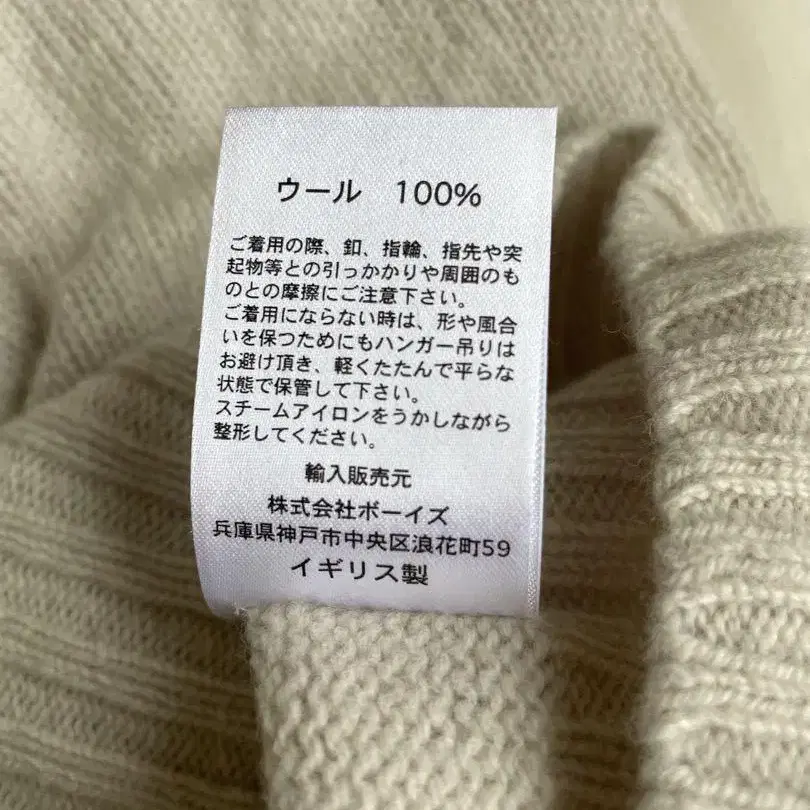 ウール 100%
ご着用の際、釦、指輪、指先や突
起物等との引っかかりや周囲のも
のとの摩擦にご注意下さい。
ご着用にならない時は、形や風合
いを保つためにもハンガー吊りは
お避け頂き、軽くたたんで平らな
状態で保管して下さい。
スチームアイロンをうかしながら
整形してください。
輸入販売元
株式会社ボーイズ
兵庫県神戸市中央区浪花町59
イギリス製